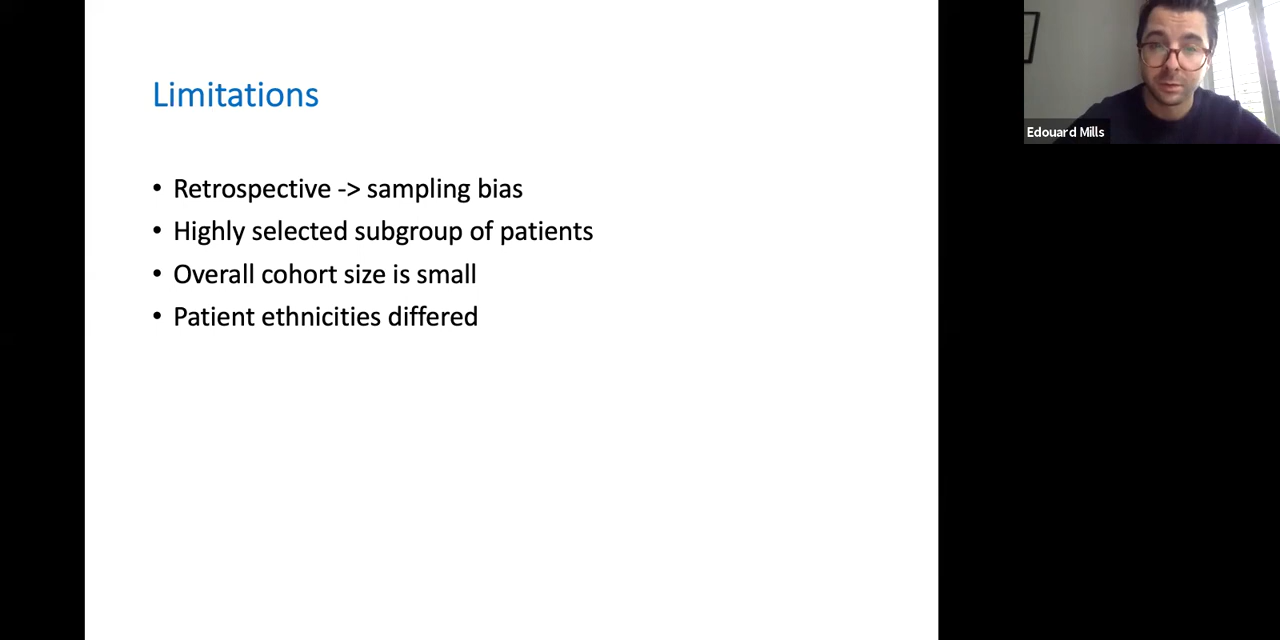 Limitations
• Retrospective -> sampling bias
• Highly selected subgroup of patients
• Overall cohort size is small
• Patient ethnicities differed
Edouard Mills